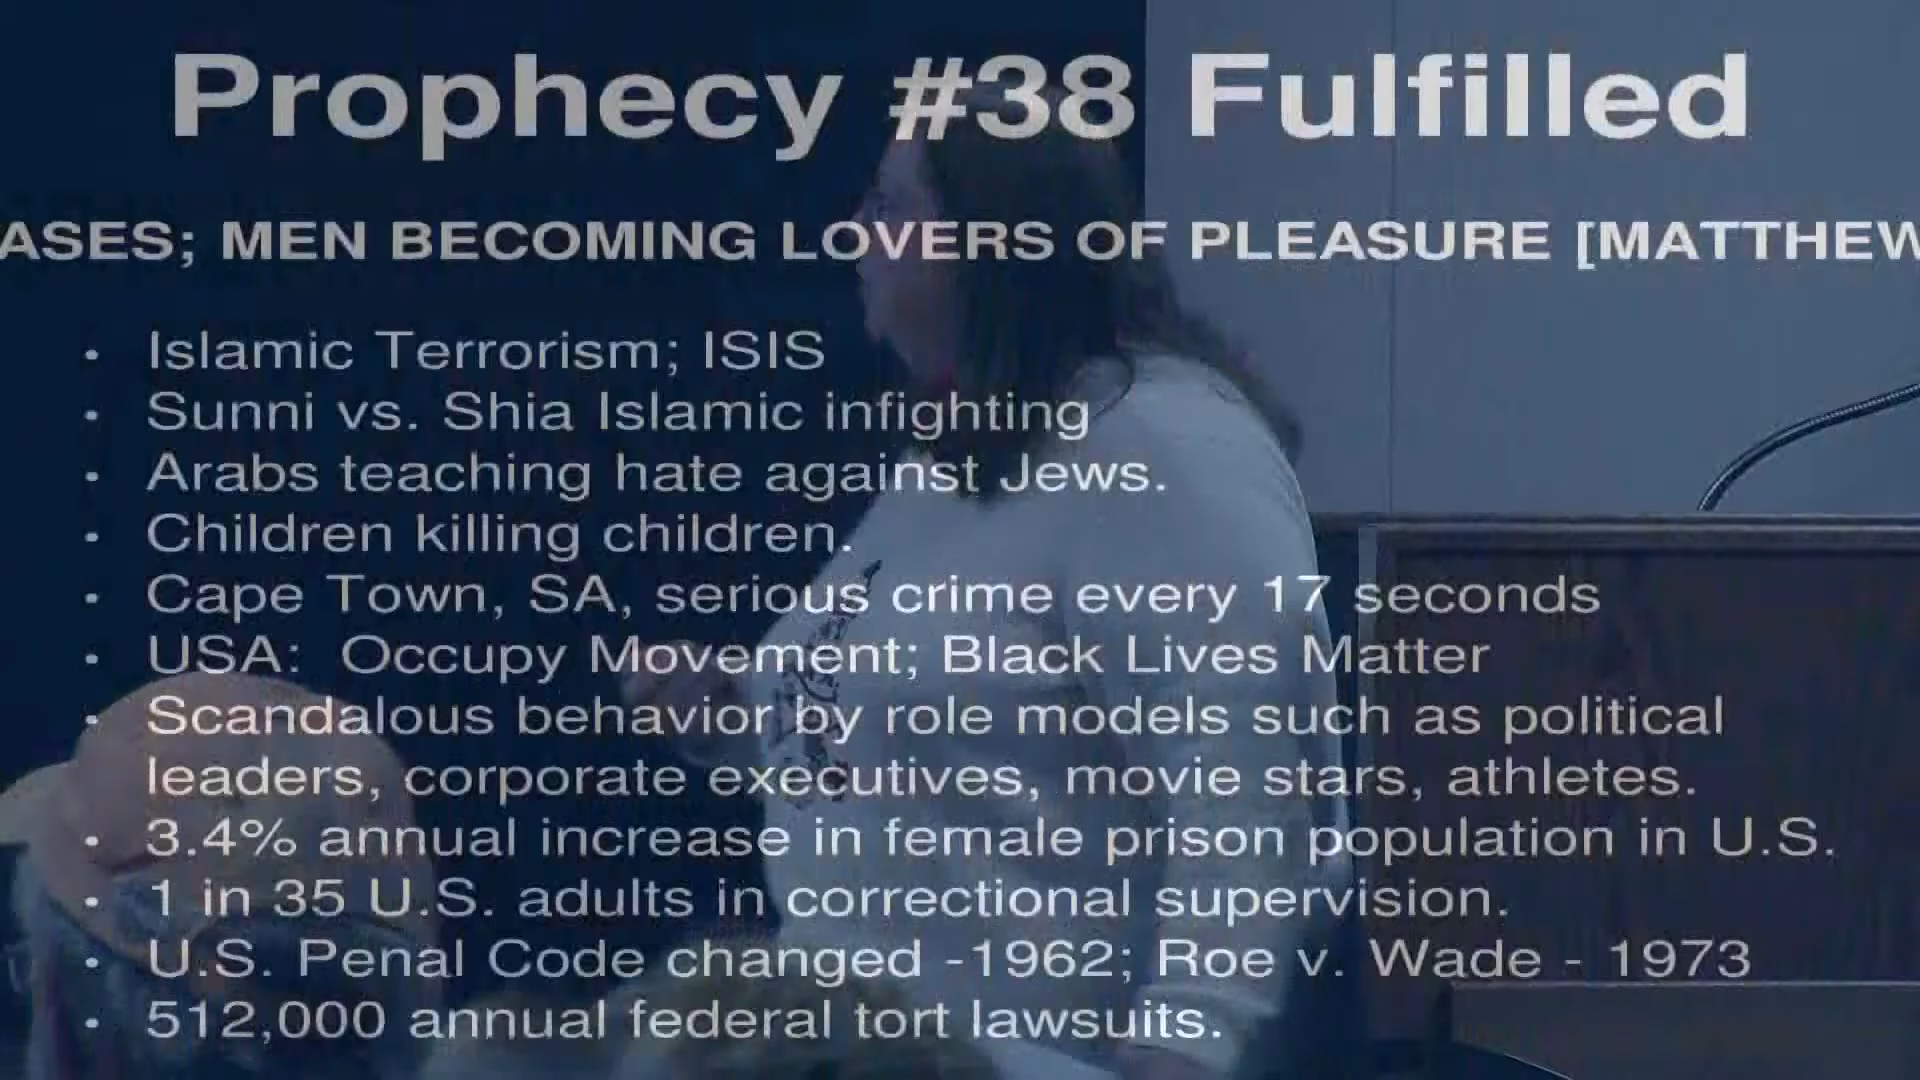 Prophecy #38 Fulfilled
ASES; MEN BECOMING LOVERS OF PLEASURE [MATTHEW
• Islamic Terrorism; ISIS
• Sunni vs. Shia Islamic infighting
• Arabs teaching hate against Jews.
• Children killing children.
• Cape Town, SA, serious crime every 17 seconds
• USA:  Occupy Movement; Black Lives Matter
• Scandalous behavior by role models such as political
leaders, corporate executives, movie stars, athletes.
• 3.4% annual increase in female prison population in U.S.
• 1 in 35 U.S. adults in correctional supervision.
• U.S. Penal Code changed -1962; Roe v. Wade - 1973
• 512,000 annual federal tort lawsuits.